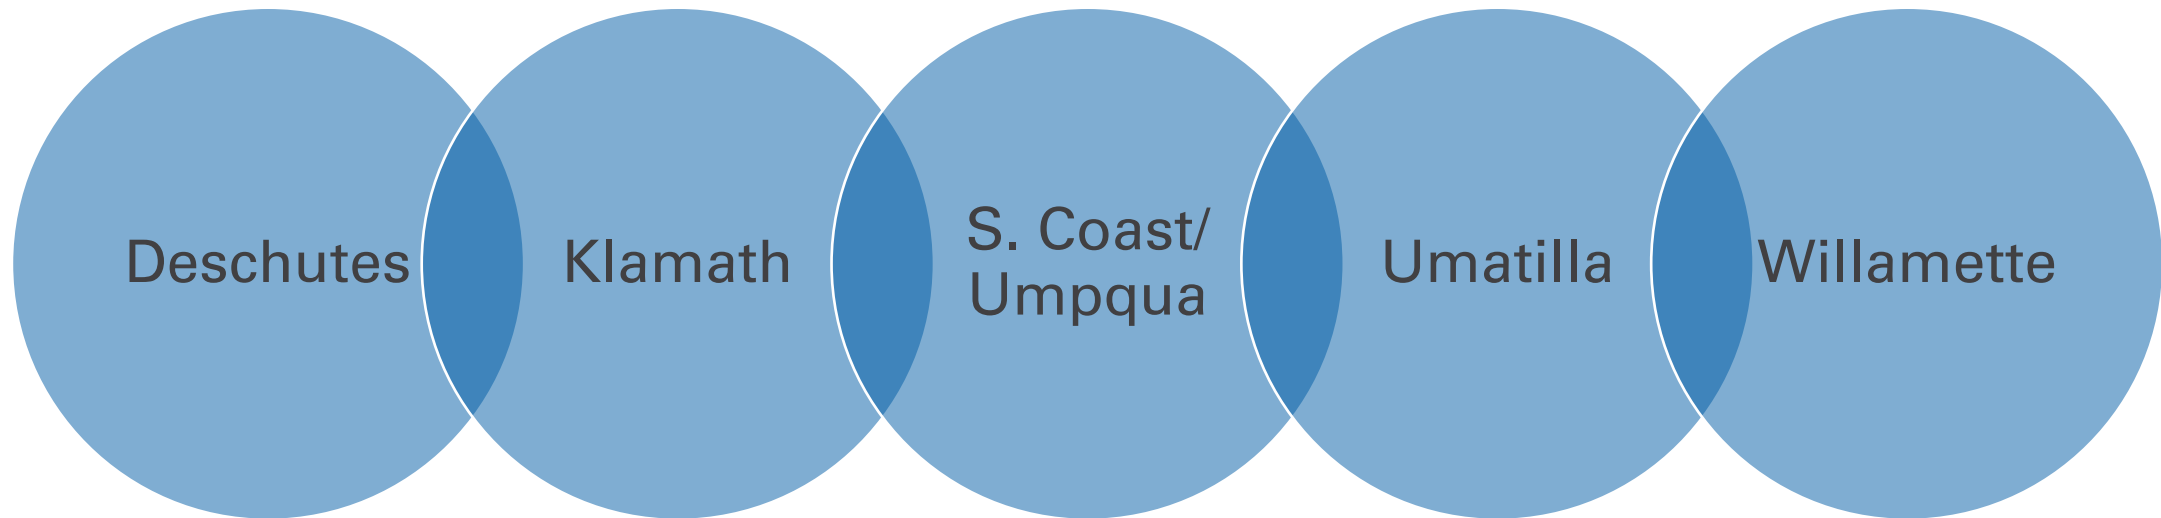 Deschutes
Klamath
S. Coast/
Umpqua
Umatilla
Willamette